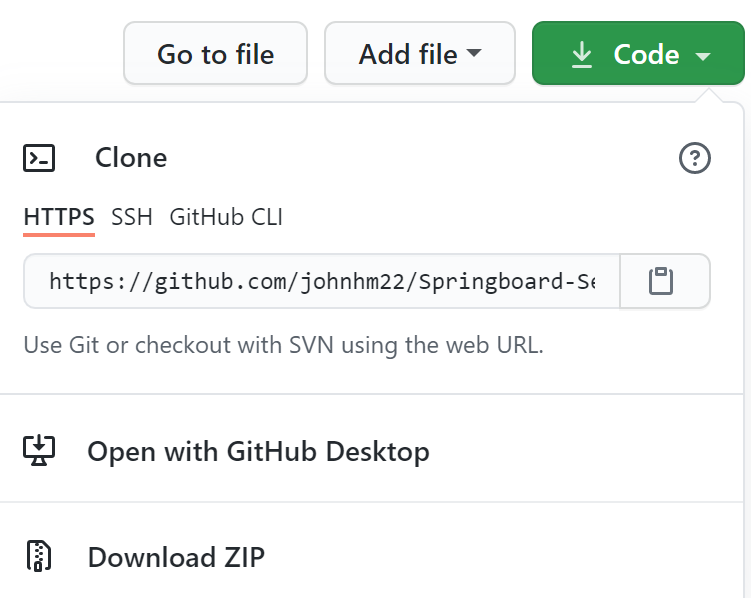 Go to file Add file Code
Clone
HTTPS SSH GitHub CLI
https://github.com/johnhm22/Springboard-Se
Use Git or checkout with SVN using the web URL.
Open with GitHub Desktop
Download ZIP